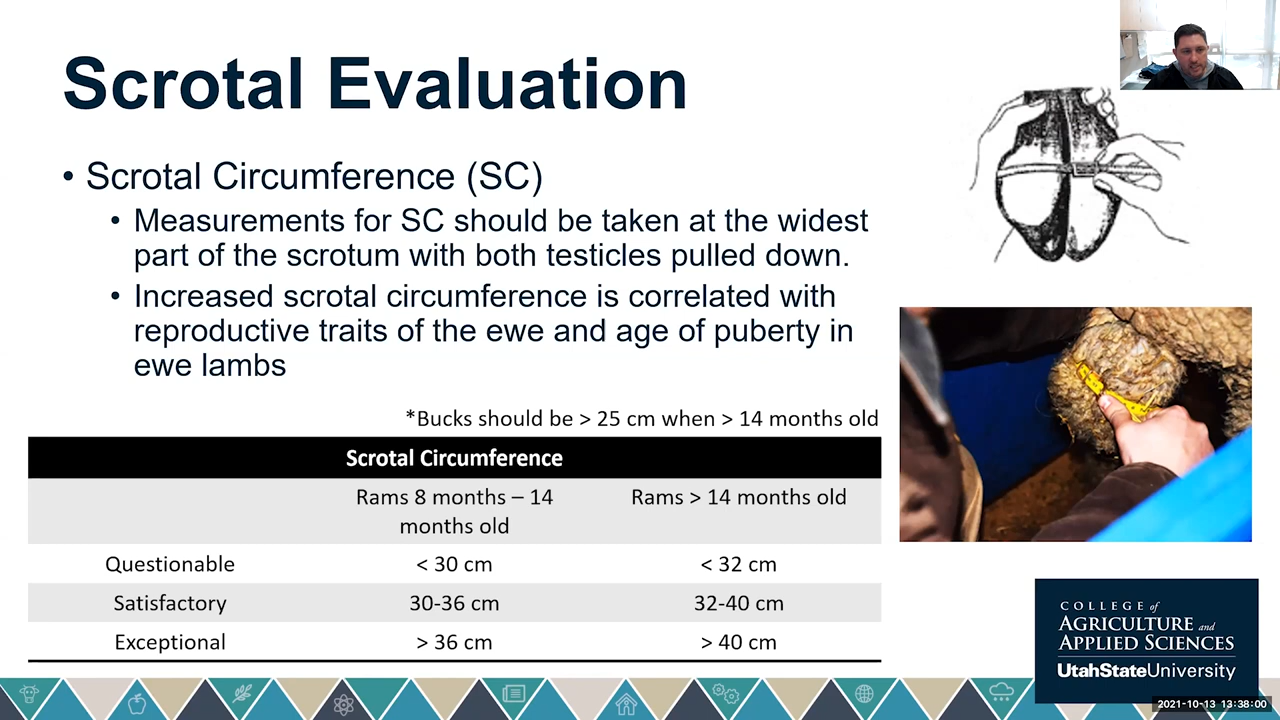 Scrotal Evaluation
• Scrotal Circumference (SC)
• Measurements for SC should be taken at the widest
part of the scrotum with both testicles pulled down.
• Increased scrotal circumference is correlated with
reproductive traits of the ewe and age of puberty in
ewe lambs
*Bucks should be > 25 cm when > 14 months old
Scrotal Circumference
Rams 8 months – 14
months old
Rams > 14 months old
Questionable < 30 cm < 32 cm
Satisfactory 30-36 cm 32-40 cm
Exceptional > 36 cm > 40 cm
COLLEGE of
AGRICULTURE and
APPLIED SCIENCES
UtahStateUniversity
2021-10-13 13:38:00